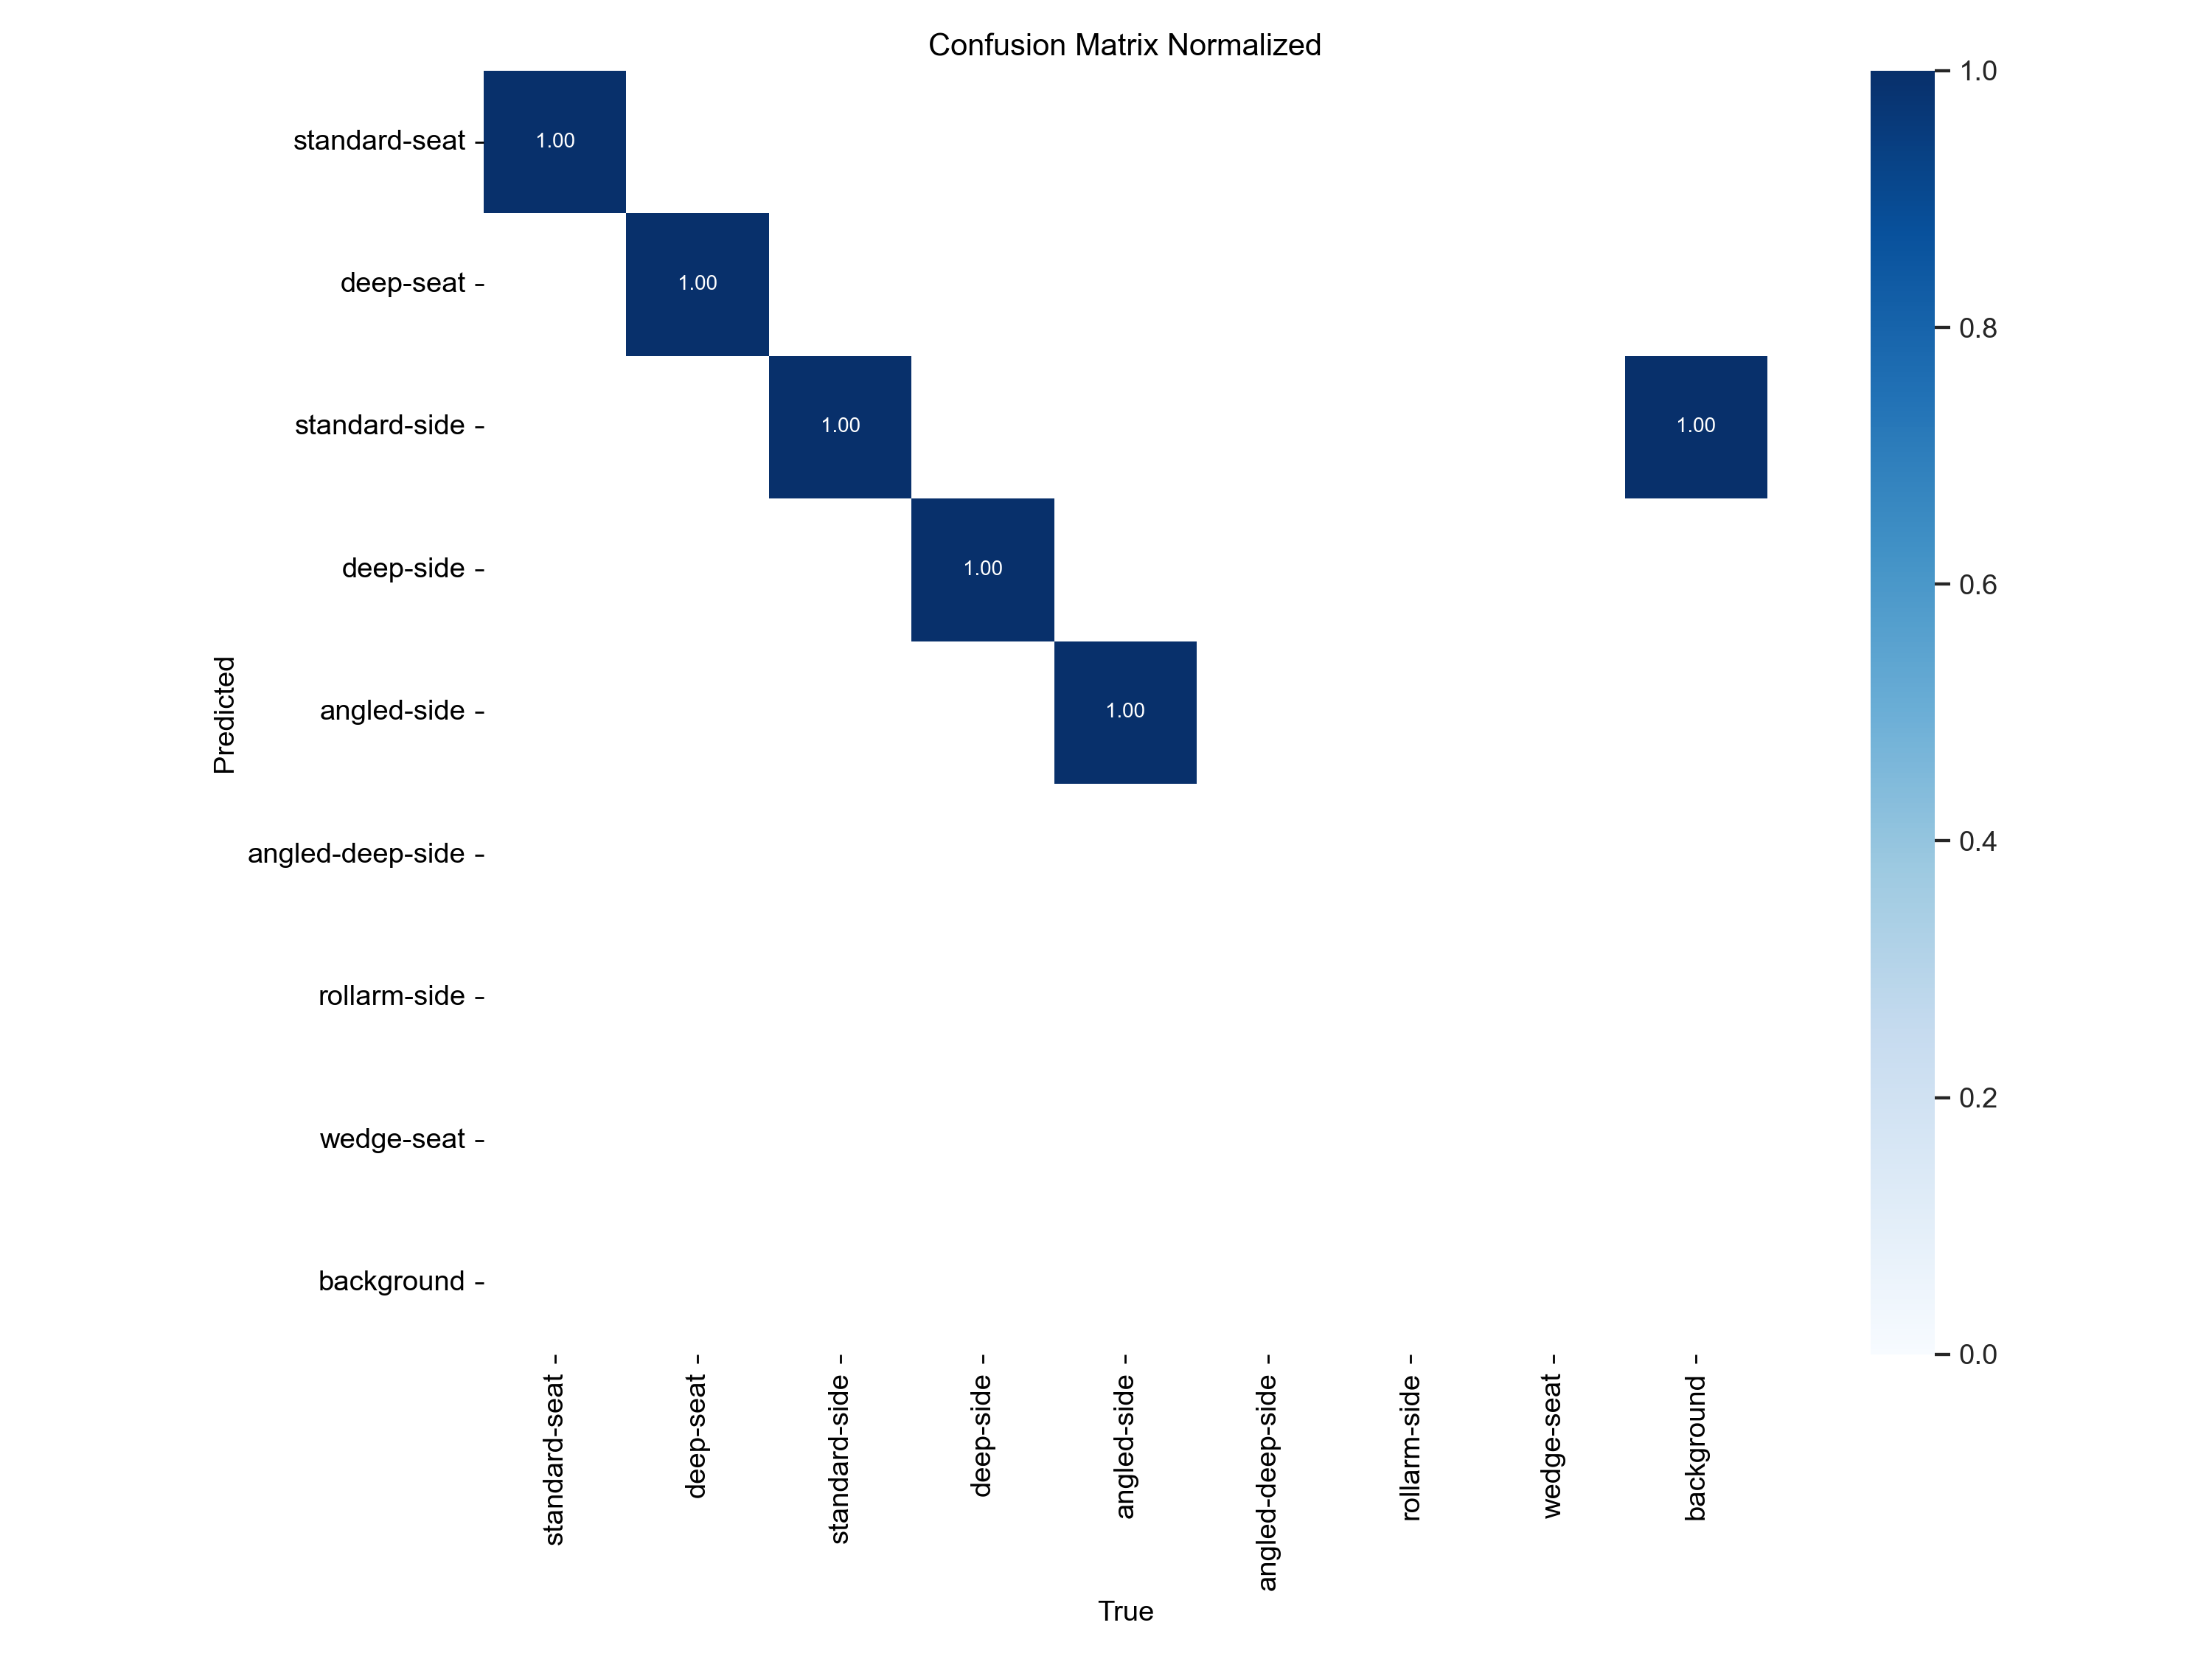 Confusion Matrix Normalized
standard-seat
deep-seat
standard-side
deep-side
angled-side
angled-deep-side
rollarm-side
wedge-seat
background
Predicted
1.00
1.00
1.00
1.00
1.00
1.00
1.0
0.8
0.6
0.4
0.2
0.0
standard-seat
deep-seat
standard-side
deep-side
angled-side
angled-deep-side
rollarm-side
wedge-seat
background
True